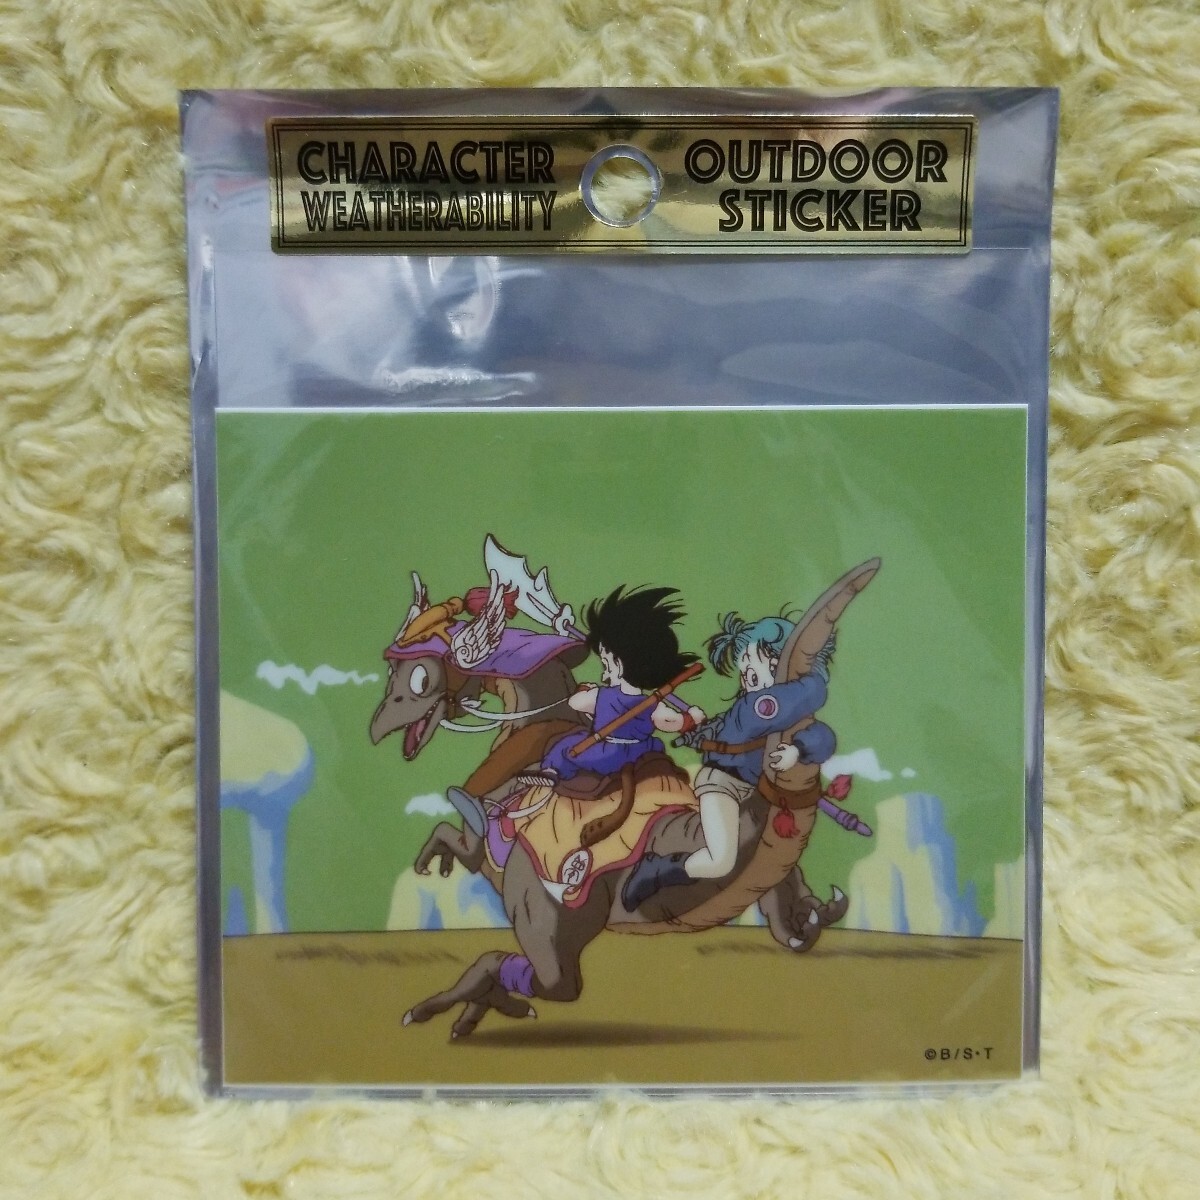 CHARACTER
WEATHERABILITY
OUTDOOR
STICKER
©B/S・T